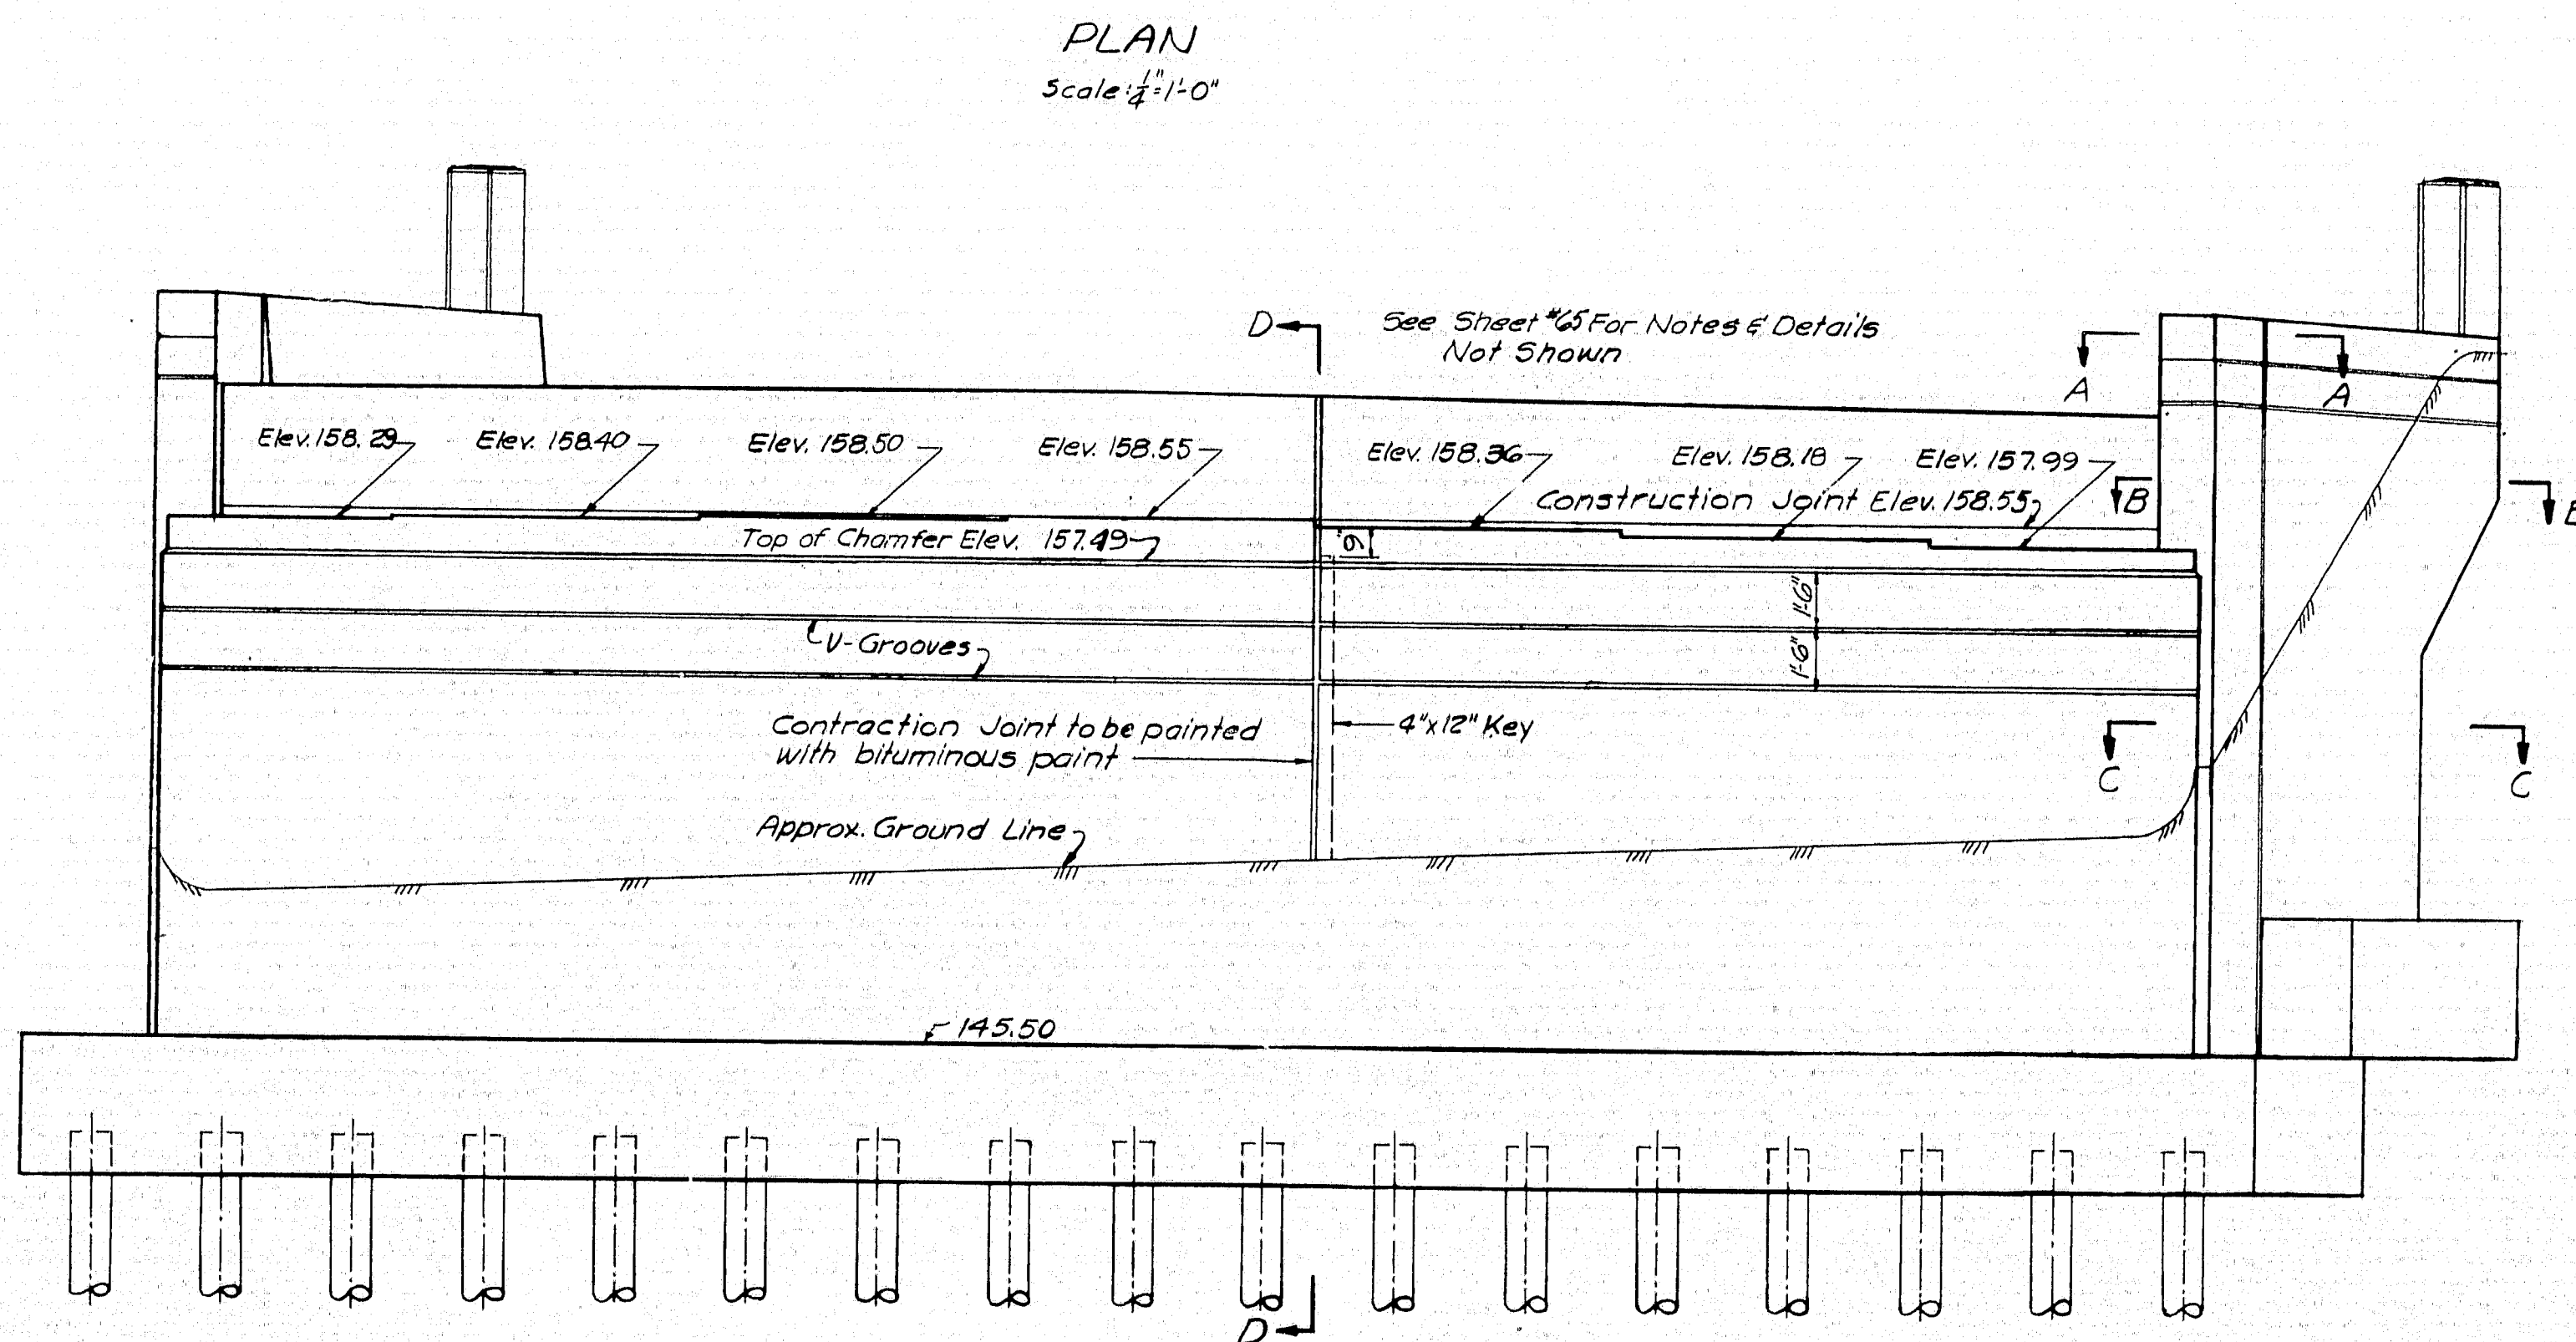 PLAN
Scale: 1/4"=1'-0"
D
See Sheet #65 For Notes & Details
Not Shown
A
A
Elev. 158.29
Elev. 158.40
Elev. 158.50
Elev. 158.55
Elev. 158.36
Elev. 158.18
Elev. 157.99
Construction Joint Elev. 158.55
B
B
Top of Chamfer Elev. 157.49
9"
1'-6"
V-Grooves
1'-6"
Contraction Joint to be painted
with bituminous paint
4"x12" Key
C
C
Approx. Ground Line
145.50
D